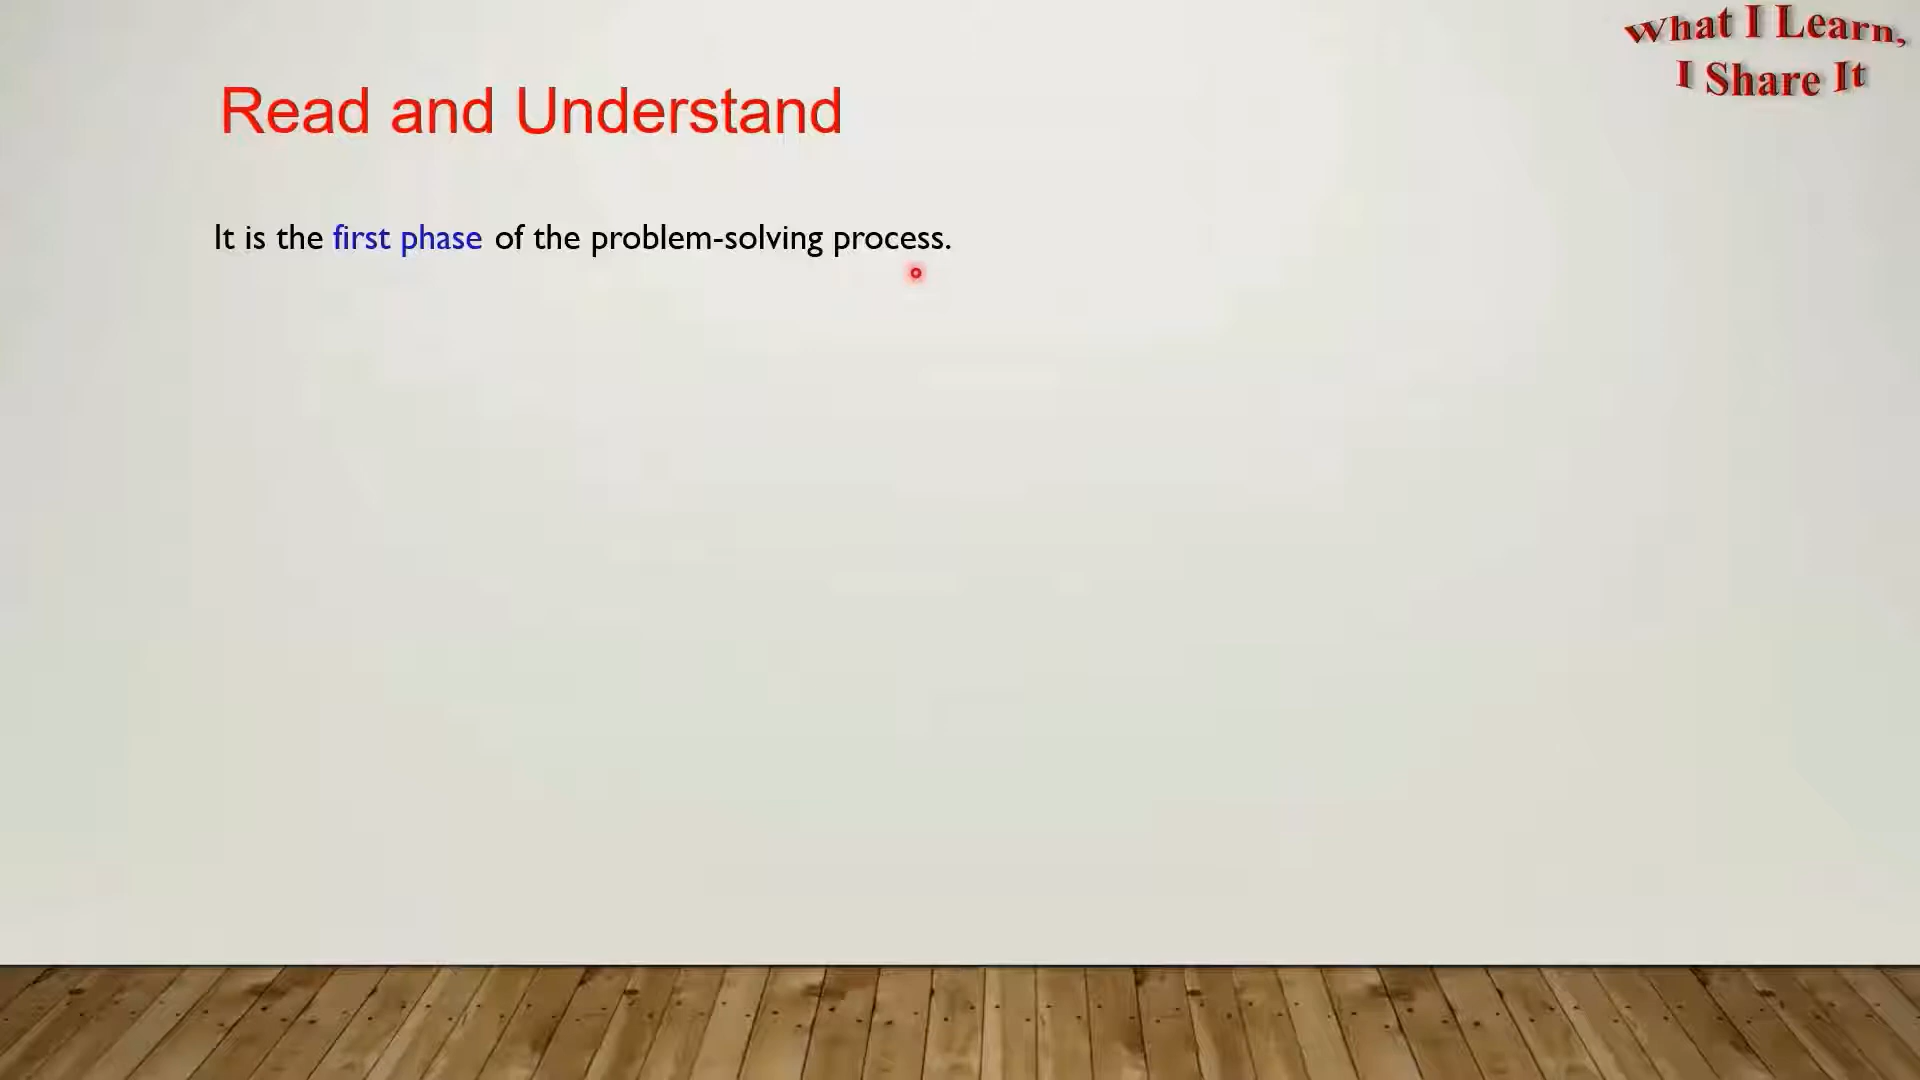 What I Learn,
I Share It
Read and Understand
It is the first phase of the problem-solving process.